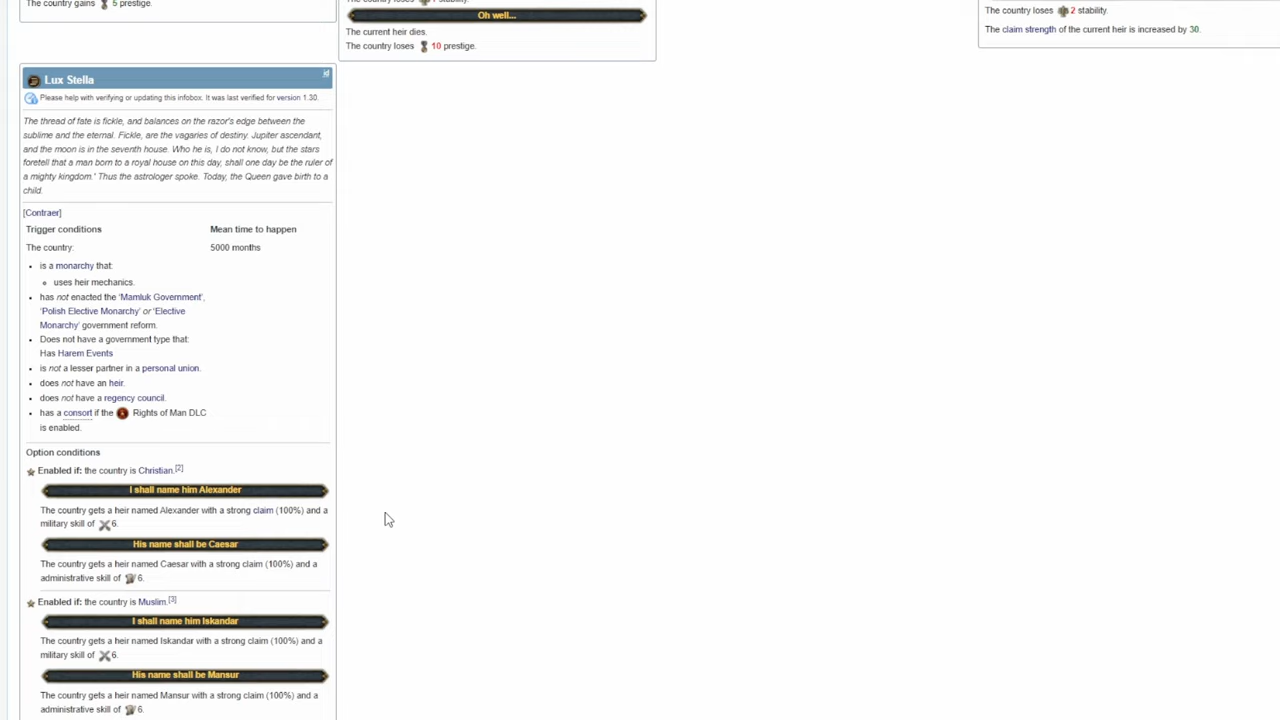 The country gains 5 prestige.
Oh well...
The current heir dies.
The country loses 10 prestige.
The country loses 2 stability.
The claim strength of the current heir is increased by 30.
Lux Stella
Please help with verifying or updating this infobox. It was last verified for version 1.30.
The thread of fate is fickle, and balances on the razor's edge between the
sublime and the eternal. Fickle, are the vagaries of destiny. Jupiter ascendant,
and the moon is in the seventh house. Who he is, I do not know, but the stars
foretell that a man born to a royal house on this day, shall one day be the ruler of
a mighty kingdom.' Thus the astrologer spoke. Today, the Queen gave birth to a
child.
[Contraer]
Trigger conditions
Mean time to happen
The country:
5000 months
is a monarchy that:
uses heir mechanics.
has not enacted the 'Mamluk Government',
'Polish Elective Monarchy' or 'Elective
Monarchy' government reform.
Does not have a government type that:
Has Harem Events
is not a lesser partner in a personal union.
does not have an heir.
does not have a regency council.
has a consort if the Rights of Man DLC
is enabled.
Option conditions
Enabled if: the country is Christian.[2]
I shall name him Alexander
The country gets a heir named Alexander with a strong claim (100%) and a
military skill of 6.
His name shall be Caesar
The country gets a heir named Caesar with a strong claim (100%) and a
administrative skill of 6.
Enabled if: the country is Muslim.[3]
I shall name him Iskandar
The country gets a heir named Iskandar with a strong claim (100%) and a
military skill of 6.
His name shall be Mansur
The country gets a heir named Mansur with a strong claim (100%) and a
administrative skill of 6.